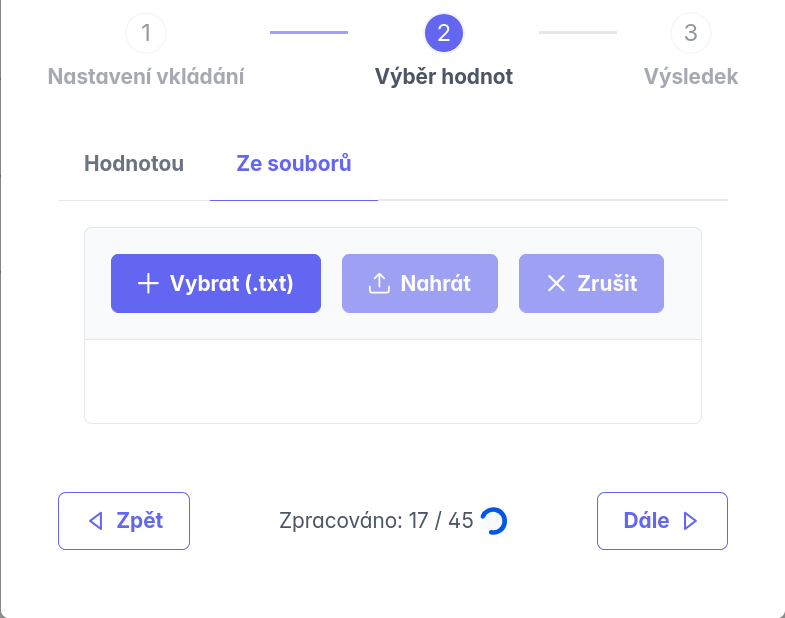 1 2 3
Nastavení vkládání Výběr hodnot Výsledek
Hodnotou Ze souborů
Vybrat (.txt) Nahrát Zrušit
Zpět Zpracováno: 17 / 45 Dále